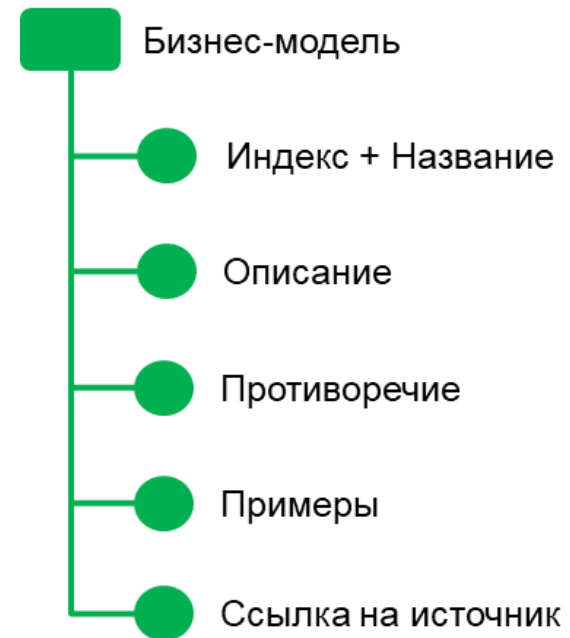 Бизнес-модель
Индекс + Название
Описание
Противоречие
Примеры
Ссылка на источник